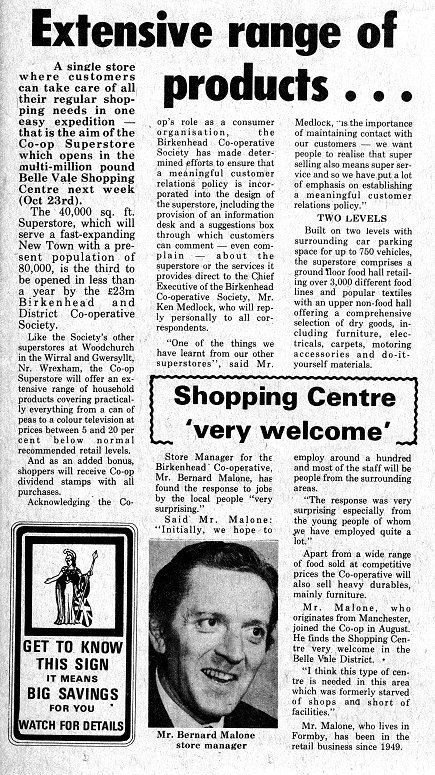 Extensive range of
products . . . .
A single store
where customers
can take care of all
their regular shop-
ping needs in one
easy expedition —
that is the aim of the
Co-op Superstore
which opens in the
multi-million pound
Belle Vale Shopping
Centre next week
(Oct 23rd).
The 40,000 sq. ft.
Superstore, which will
serve a fast-expanding
New Town with a pre-
sent population of
80,000, is the third to
be opened in less than
a year by the £23m
Birkenhead and
District Co-operative
Society.
Like the Society's other
superstores at Woodchurch
in the Wirral and Gwersyllt,
Nr. Wrexham, the Co-op
Superstore will offer an ex-
tensive range of household
products covering practical-
ly everything from a can of
peas to a colour television at
prices between 5 and 20 per
cent below normal
recommended retail levels.
And as an added bonus,
shoppers will receive Co-op
dividend stamps with all
purchases.
Acknowledging the Co-
op's role as a consumer
organisation, the
Birkenhead Co-operative
Society has made deter-
mined efforts to ensure that
a meaningful customer
relations policy is incor-
porated into the design of
the superstore, including the
provision of an information
desk and a suggestions box
through which customers
can comment — even com-
plain — about the
superstore or the services it
provides direct to the Chief
Executive of the Birkenhead
Co-operative Society, Mr.
Ken Medlock, who will rep-
ly personally to all cor-
respondents.
"One of the things we
have learnt from our other
superstores", said Mr.
Medlock, "is the importance
of maintaining contact with
our customers — we want
people to realise that super
selling also means super ser-
vice and so we have put a lot
of emphasis on establishing
a meaningful customer
relations policy."
TWO LEVELS
Built on two levels with
surrounding car parking
space for up to 750 vehicles,
the superstore comprises a
ground floor food hall retail-
ing over 3,000 different food
lines and popular textiles
with an upper non-food hall
offering a comprehensive
selection of dry goods, in-
cluding furniture, elec-
tricals, carpets, motoring
accessories and do-it-
yourself materials.
Shopping Centre
'very welcome'
Store Manager for the
Birkenhead Co-operative,
Mr. Bernard Malone, has
found the response to jobs
by the local people "very
surprising."
Said Mr. Malone:
"Initially, we hope to
employ around a hundred
and most of the staff will be
people from the surrounding
areas.
"The response was very
surprising especially from
the young people of whom
we have employed quite a
lot."
Apart from a wide range
of food sold at competitive
prices the Co-operative will
also sell heavy durables,
mainly furniture.
Mr. Malone, who
originates from Manchester,
joined the Co-op in August.
He finds the Shopping Cen-
tre very welcome in the
Belle Vale District.
"I think this type of cen-
tre is needed in this area
which was formerly starved
of shops and short of
facilities."
Mr. Malone, who lives in
Formby, has been in the
retail business since 1949.
GET TO KNOW
THIS SIGN
IT MEANS
BIG SAVINGS
FOR YOU
WATCH FOR DETAILS
Mr. Bernard Malone
store manager